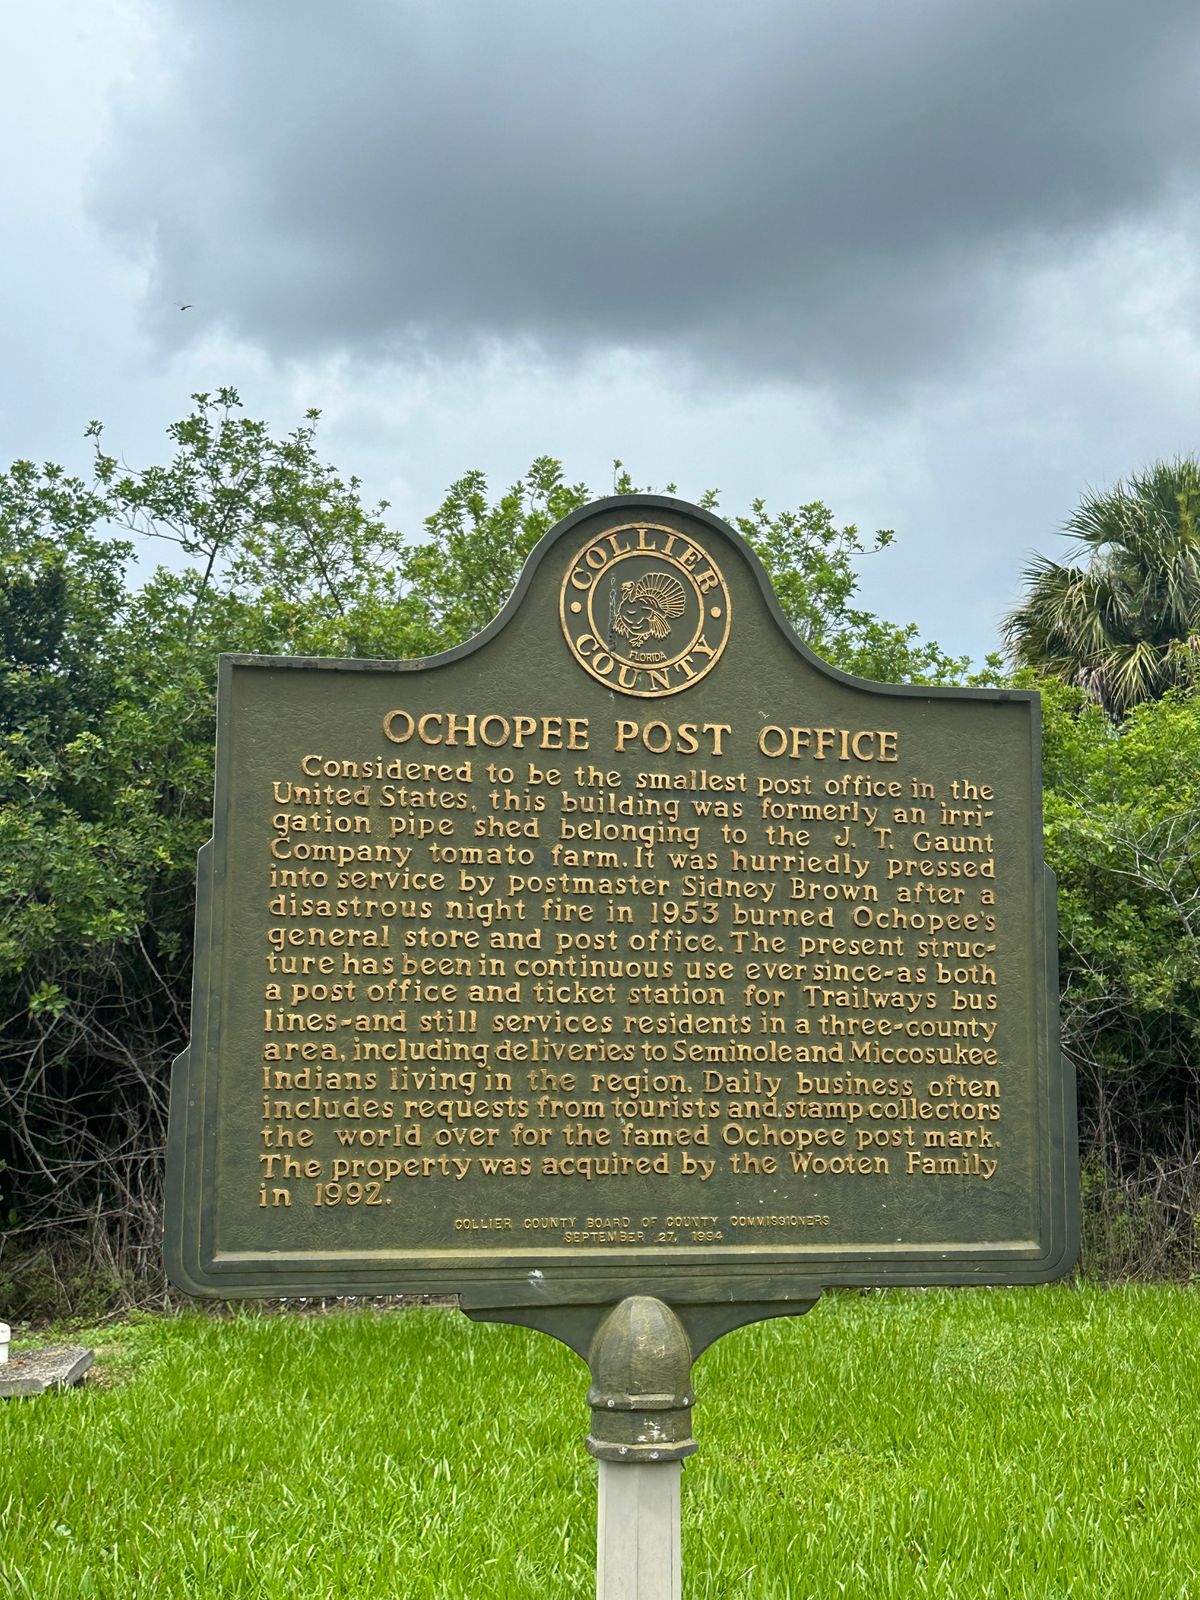 COLLIER
COUNTY
FLORIDA
OCHOPEE POST OFFICE
Considered to be the smallest post office in the
United States, this building was formerly an irri-
gation pipe shed belonging to the J. T. Gaunt
Company tomato farm. It was hurriedly pressed
into service by postmaster Sidney Brown after a
disastrous night fire in 1953 burned Ochopee's
general store and post office. The present struc-
ture has been in continuous use ever since-as both
a post office and ticket station for Trailways bus
lines-and still services residents in a three-county
area, including deliveries to Seminole and Miccosukee
Indians living in the region. Daily business often
includes requests from tourists and stamp collectors
the world over for the famed Ochopee post mark.
The property was acquired by the Wooten Family
in 1992.
COLLIER COUNTY BOARD OF COUNTY COMMISSIONERS
SEPTEMBER 27, 1994